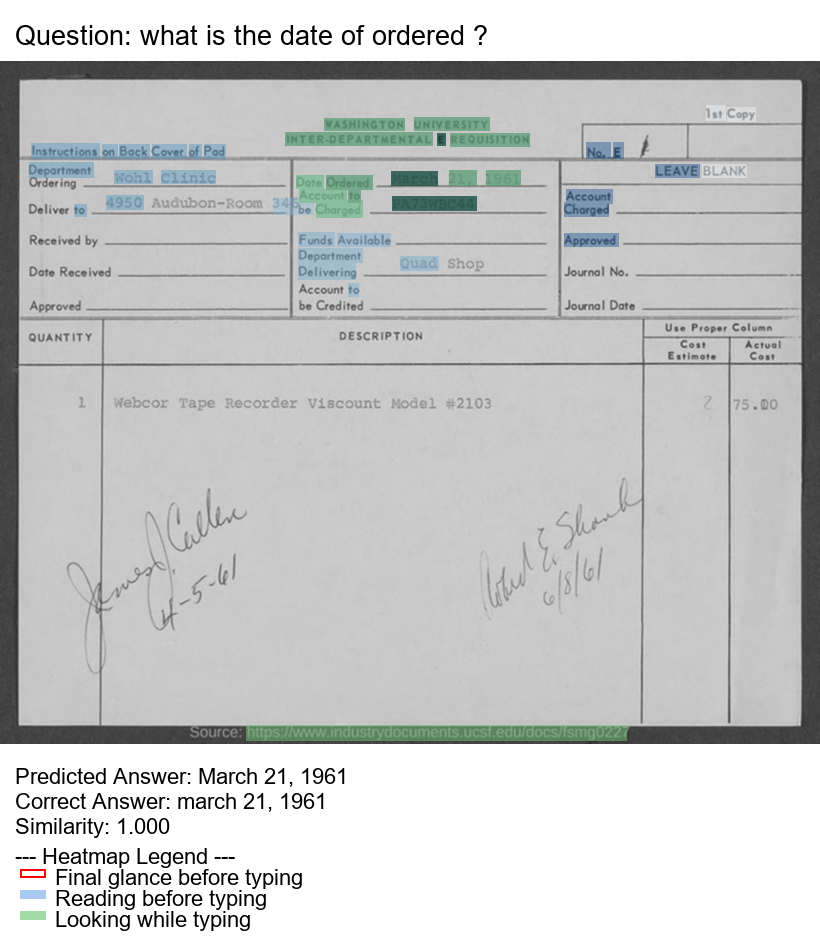 Question: what is the date of ordered ?
1st Copy
WASHINGTON UNIVERSITY
INTER-DEPARTMENTAL E REQUISITION
Instructions on Back Cover of Pad
No. E 1
Department Ordering Wohl Clinic
Date Ordered March 21, 1961
LEAVE BLANK
Deliver to 4950 Audubon-Room 346
Account to be Charged PA73WBC44
Account Charged
Received by
Funds Available
Approved
Date Received
Department Delivering Quad Shop
Journal No.
Approved
Account to be Credited
Journal Date
QUANTITY
DESCRIPTION
Use Proper Column
Cost Estimate
Actual Cost
1 Webcor Tape Recorder Viscount Model #2103 2 75.00
James J. Cullen
4-5-61
Robert E. Shank
6/8/61
Source: https://www.industrydocuments.ucsf.edu/docs/fsmg0227
Predicted Answer: March 21, 1961
Correct Answer: march 21, 1961
Similarity: 1.000
--- Heatmap Legend ---
Final glance before typing
Reading before typing
Looking while typing